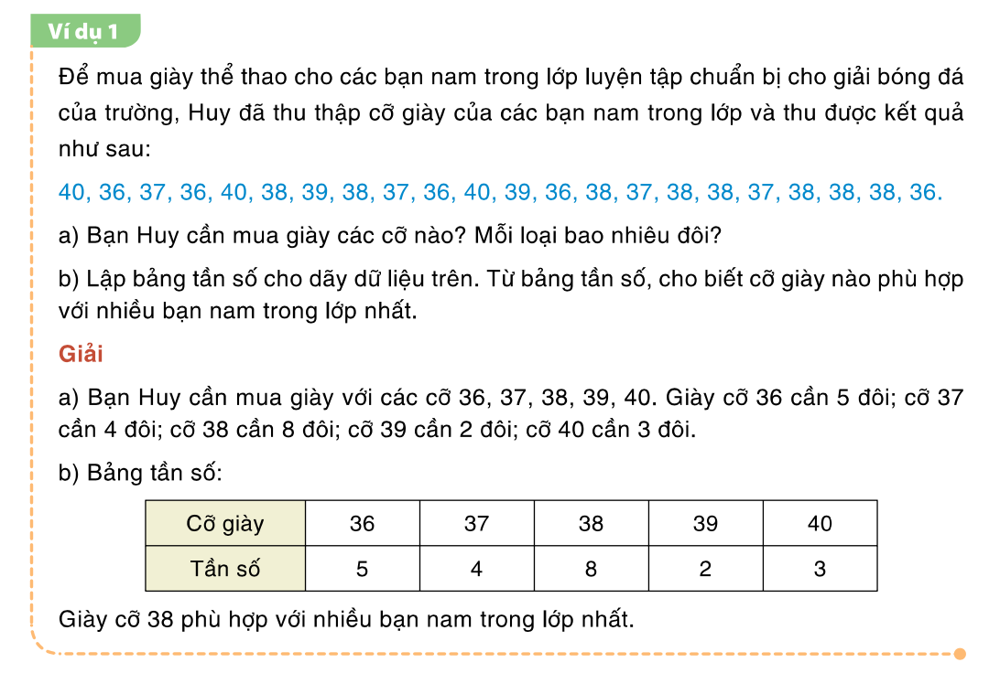 Ví dụ 1
Để mua giày thể thao cho các bạn nam trong lớp luyện tập chuẩn bị cho giải bóng đá
của trường, Huy đã thu thập cỡ giày của các bạn nam trong lớp và thu được kết quả
như sau:
40, 36, 37, 36, 40, 38, 39, 38, 37, 36, 40, 39, 36, 38, 37, 38, 38, 37, 38, 38, 38, 36.
a) Bạn Huy cần mua giày các cỡ nào? Mỗi loại bao nhiêu đôi?
b) Lập bảng tần số cho dãy dữ liệu trên. Từ bảng tần số, cho biết cỡ giày nào phù hợp
với nhiều bạn nam trong lớp nhất.
Giải
a) Bạn Huy cần mua giày với các cỡ 36, 37, 38, 39, 40. Giày cỡ 36 cần 5 đôi; cỡ 37
cần 4 đôi; cỡ 38 cần 8 đôi; cỡ 39 cần 2 đôi; cỡ 40 cần 3 đôi.
b) Bảng tần số:
Cỡ giày 36 37 38 39 40
Tần số 5 4 8 2 3
Giày cỡ 38 phù hợp với nhiều bạn nam trong lớp nhất.